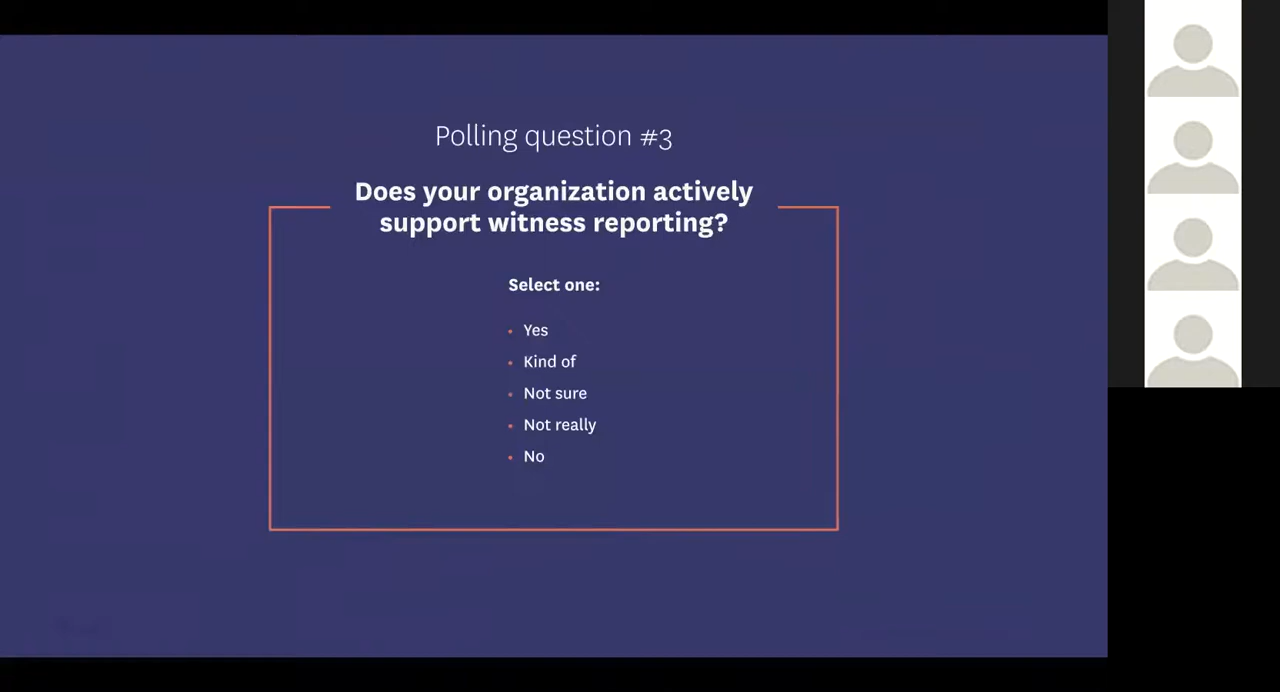 Polling question #3
Does your organization actively
support witness reporting?
Select one:
• Yes
• Kind of
• Not sure
• Not really
• No